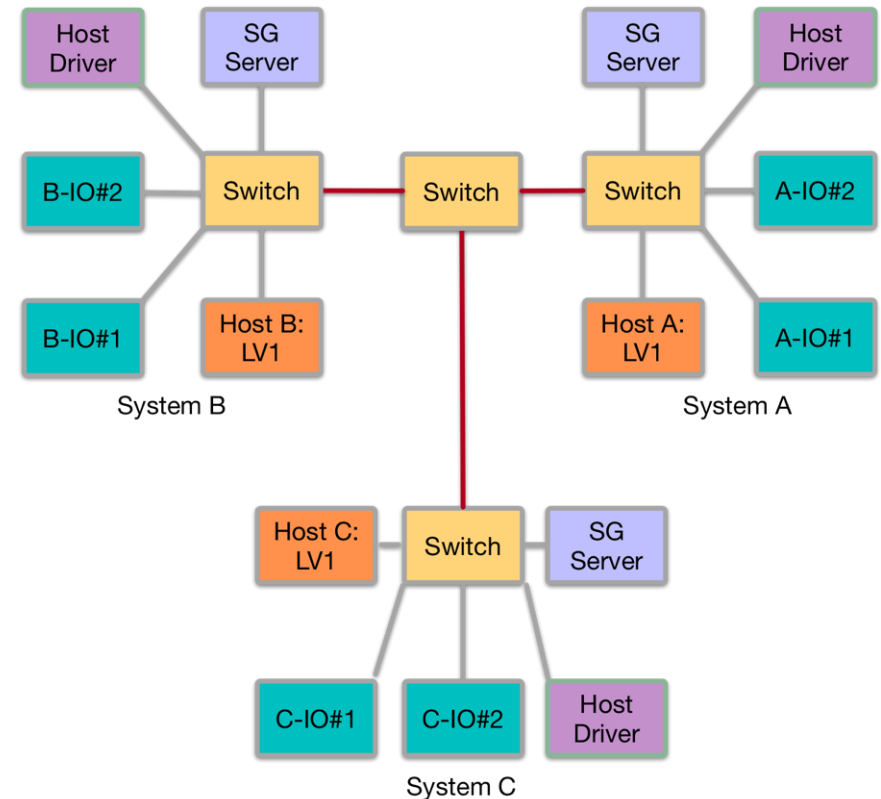 Host
Driver
SG
Server
SG
Server
Host
Driver
B-IO#2
Switch
Switch
Switch
A-IO#2
B-IO#1
Host B:
LV1
Host A:
LV1
A-IO#1
System B
System A
Host C:
LV1
Switch
SG
Server
C-IO#1
C-IO#2
Host
Driver
System C